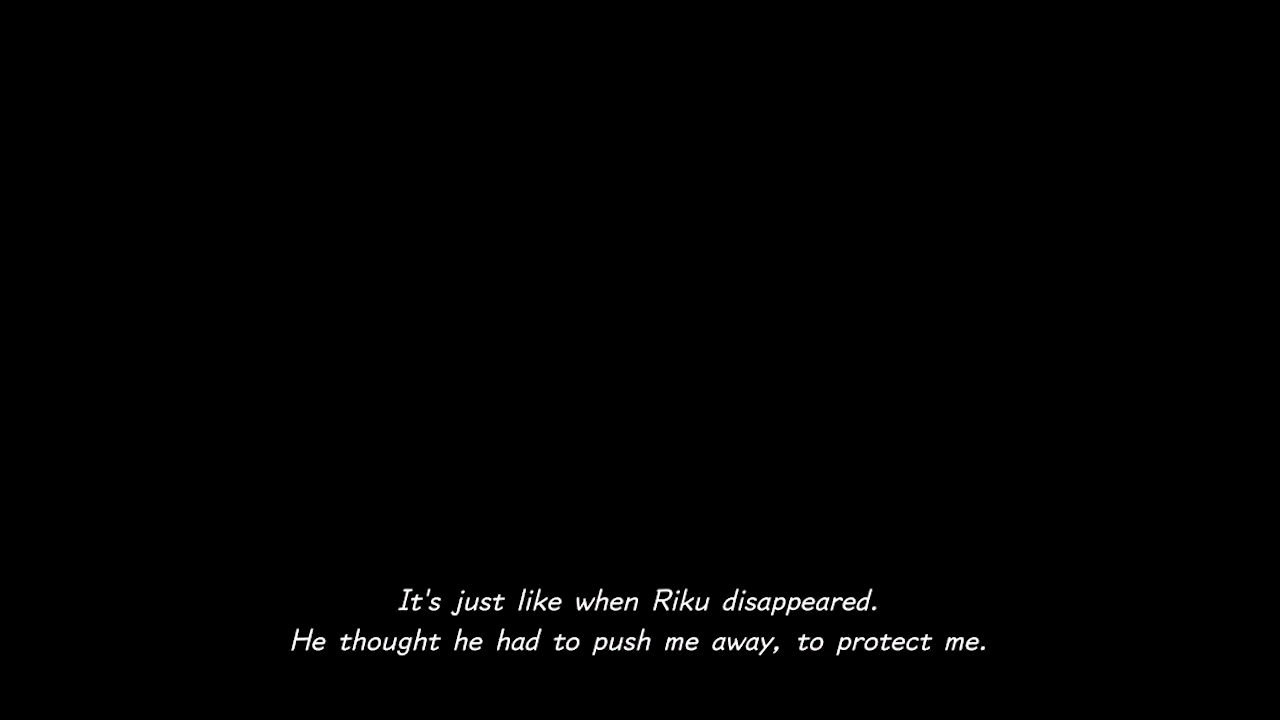 It's just like when Riku disappeared.
He thought he had to push me away, to protect me.